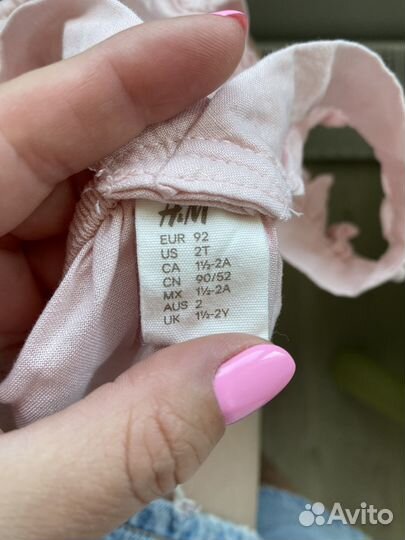 H&M
EUR 92
US 2T
CA 1½-2A
CN 90/52
MX 1½-2A
AUS 2
UK 1½-2Y
Avito